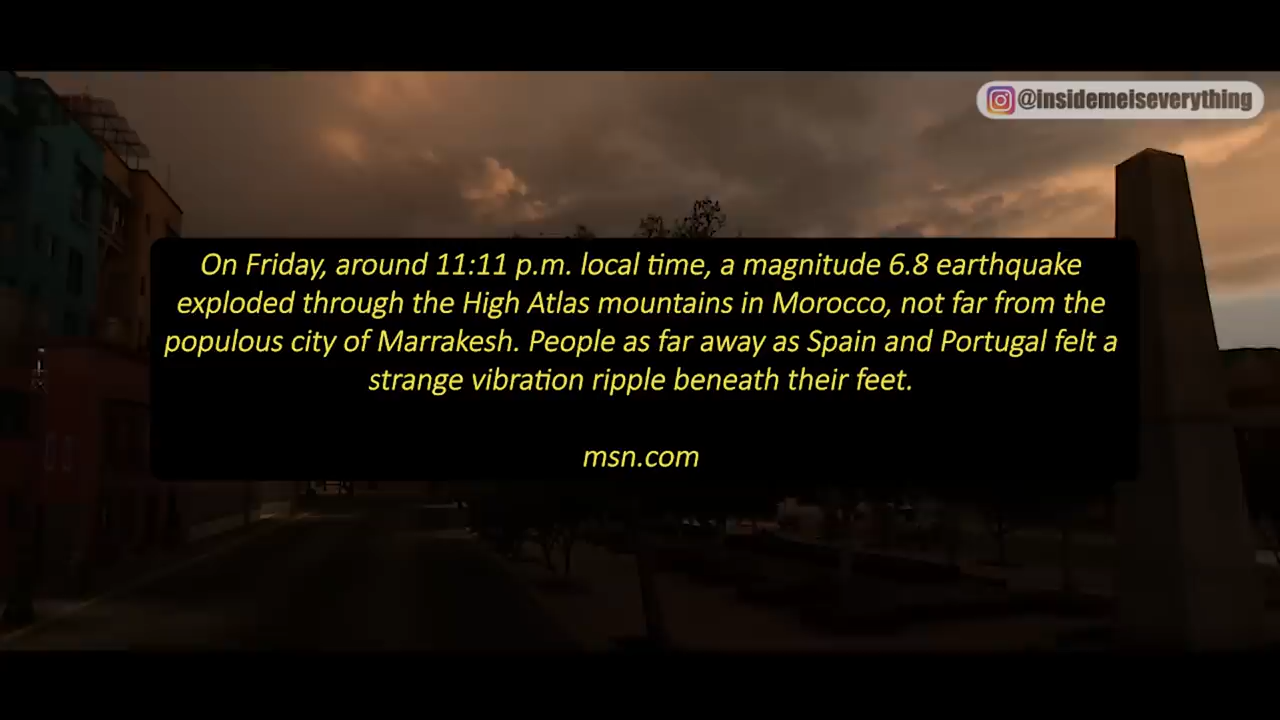 @insidemeiseverything
On Friday, around 11:11 p.m. local time, a magnitude 6.8 earthquake
exploded through the High Atlas mountains in Morocco, not far from the
populous city of Marrakesh. People as far away as Spain and Portugal felt a
strange vibration ripple beneath their feet.
msn.com